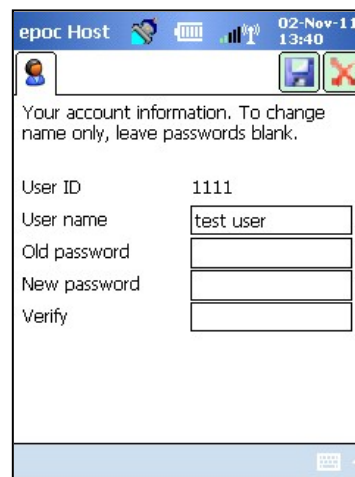 epoc Host
02-Nov-11
13:40
Your account information. To change
name only, leave passwords blank.
User ID 1111
User name test user
Old password
New password
Verify